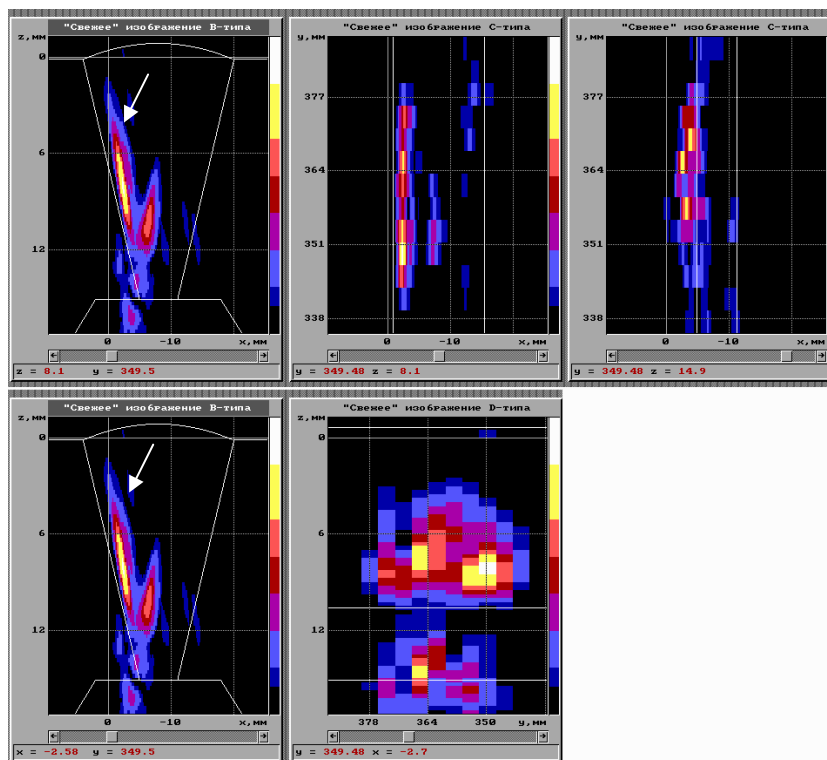 "Свежее" изображение B-типа
z,мм
0
6
12
0 -10 x,мм
z = 8.1 y = 349.5
"Свежее" изображение C-типа
y,мм
377
364
351
338
0 -10 x,мм
y = 349.48 z = 8.1
"Свежее" изображение C-типа
y,мм
377
364
351
338
0 -10 x,мм
y = 349.48 z = 14.9
"Свежее" изображение B-типа
z,мм
0
6
12
0 -10 x,мм
x = -2.58 y = 349.5
"Свежее" изображение D-типа
z,мм
0
6
12
378 364 350 y,мм
y = 349.48 x = -2.7